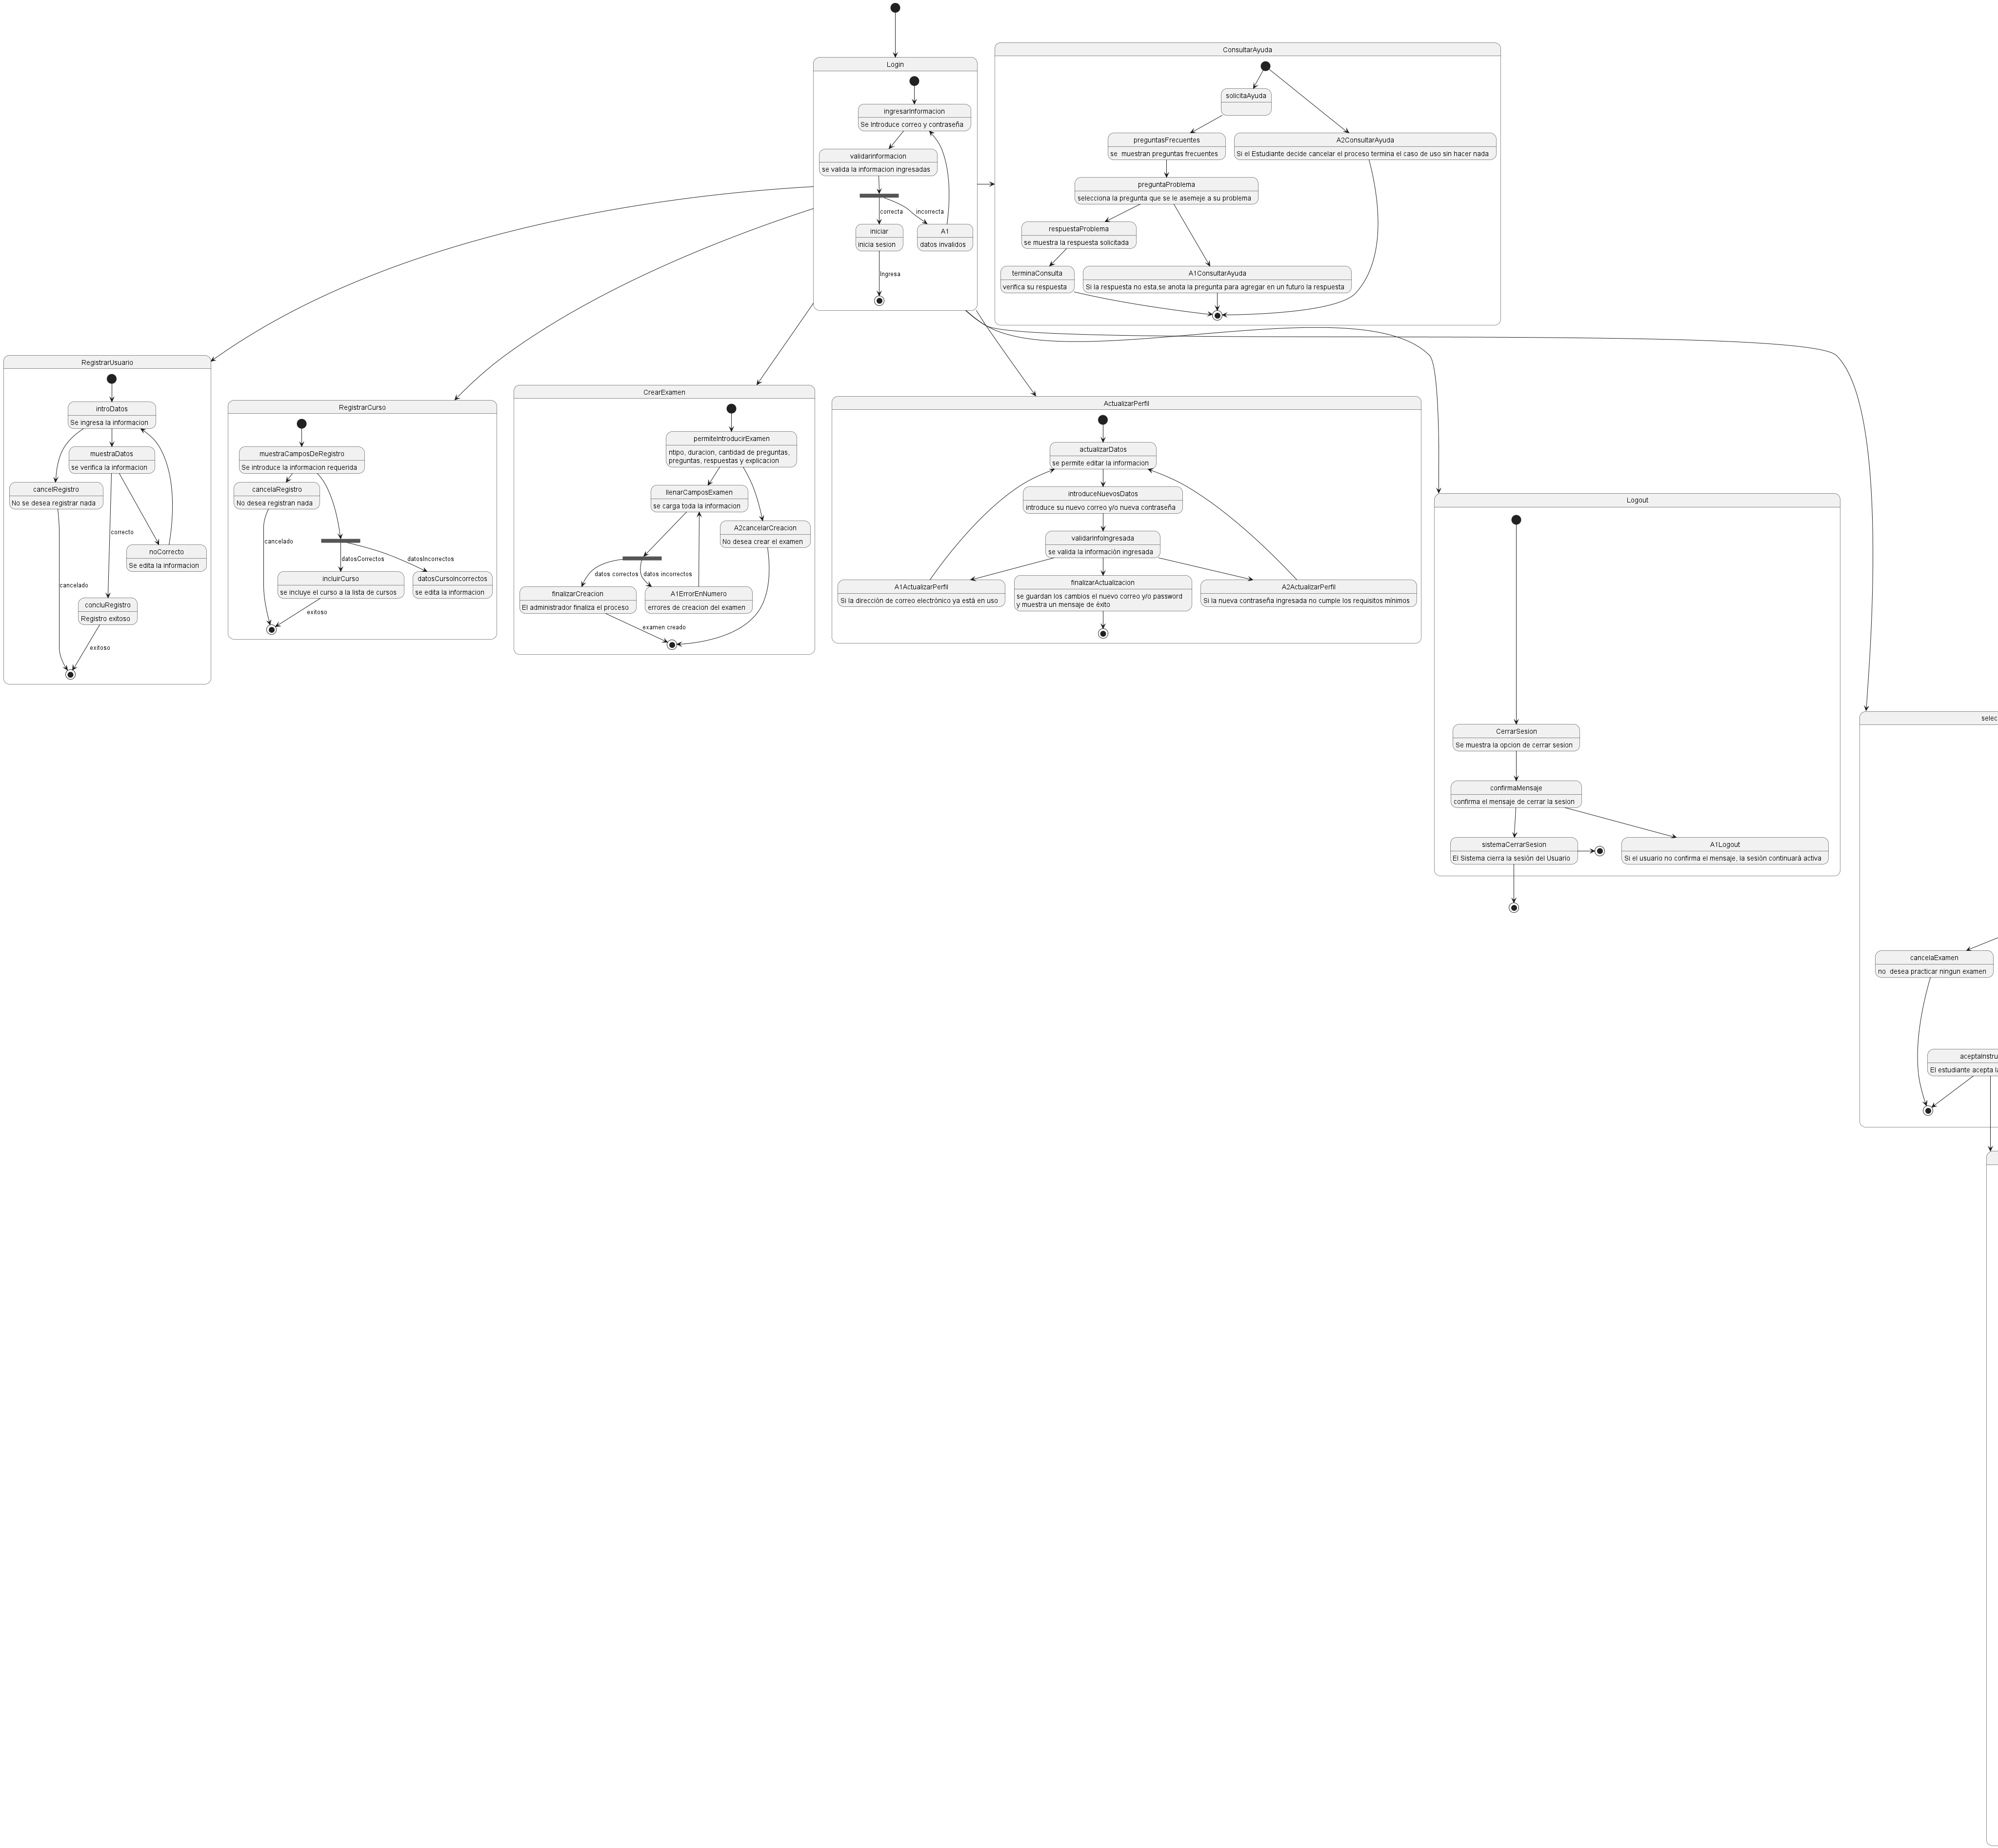 Login
ingresarInformacion
Se Introduce correo y contraseña
validarinformacion
se valida la informacion ingresadas
correcta
incorrecta
iniciar
inicia sesion
A1
datos invalidos
Ingresa
ConsultarAyuda
solicitaAyuda
preguntasFrecuentes
se  muestran preguntas frecuentes
A2ConsultarAyuda
Si el Estudiante decide cancelar el proceso termina el caso de uso sin hacer nada
preguntaProblema
selecciona la pregunta que se le asemeje a su problema
respuestaProblema
se muestra la respuesta solicitada
terminaConsulta
verifica su respuesta
A1ConsultarAyuda
Si la respuesta no esta,se anota la pregunta para agregar en un futuro la respuesta
RegistrarUsuario
introDatos
Se ingresa la informacion
muestraDatos
se verifica la informacion
cancelRegistro
No se desea registrar nada
correcto
noCorrecto
Se edita la informacion
cancelado
concluRegistro
Registro exitoso
exitoso
RegistrarCurso
muestraCamposDeRegistro
Se introduce la informacion requerida
cancelaRegistro
No desea registran nada
cancelado
datosCorrectos
datosIncorrectos
incluirCurso
se incluye el curso a la lista de cursos
datosCursoIncorrectos
se edita la informacion
exitoso
CrearExamen
permiteIntroducirExamen
ntipo, duracion, cantidad de preguntas,
preguntas, respuestas y explicacion
llenarCamposExamen
se carga toda la informacion
A2cancelarCreacion
No desea crear el examen
datos correctos
datos incorrectos
finalizarCreacion
El administrador finaliza el proceso
A1ErrorEnNumero
errores de creacion del examen
examen creado
ActualizarPerfil
actualizarDatos
se permite editar la informacion
introduceNuevosDatos
introduce su nuevo correo y/o nueva contraseña
validarInfoIngresada
se valida la información ingresada
A1ActualizarPerfil
Si la dirección de correo electrónico ya está en uso
finalizarActualizacion
se guardan los cambios el nuevo correo y/o password
y muestra un mensaje de éxito
A2ActualizarPerfil
Si la nueva contraseña ingresada no cumple los requisitos mínimos
Logout
CerrarSesion
Se muestra la opcion de cerrar sesion
confirmaMensaje
confirma el mensaje de cerrar la sesion
sistemaCerrarSesion
El Sistema cierra la sesión del Usuario
A1Logout
Si el usuario no confirma el mensaje, la sesión continuará activa
selec
cancelaExamen
no  desea practicar ningun examen
aceptaInstru
El estudiante acepta la